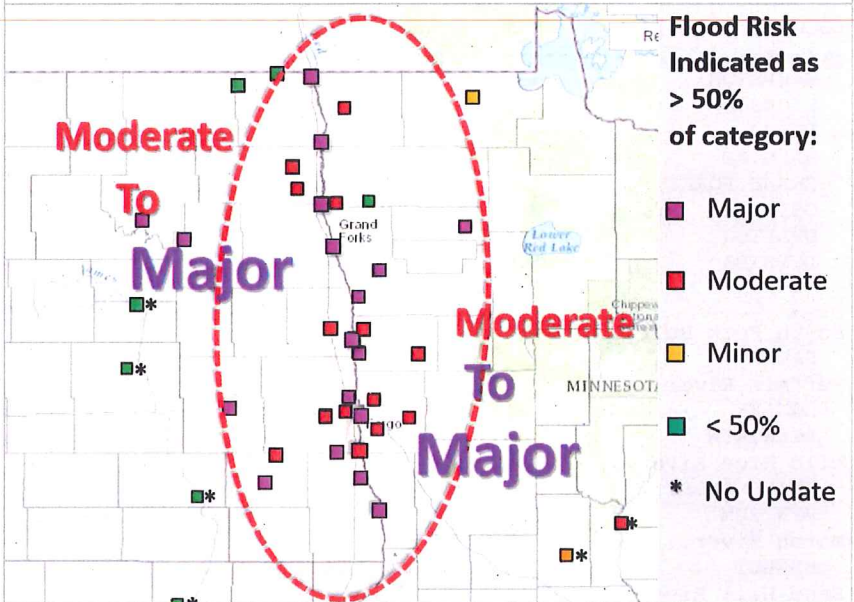 Flood Risk
Indicated as
> 50%
of category:
Major
Moderate
Minor
< 50%
* No Update
Moderate
To
Major
Moderate
To
Major
Grand
Forks
Lower
Red Lake
MINNESOTA
*
*
*
*
*
*